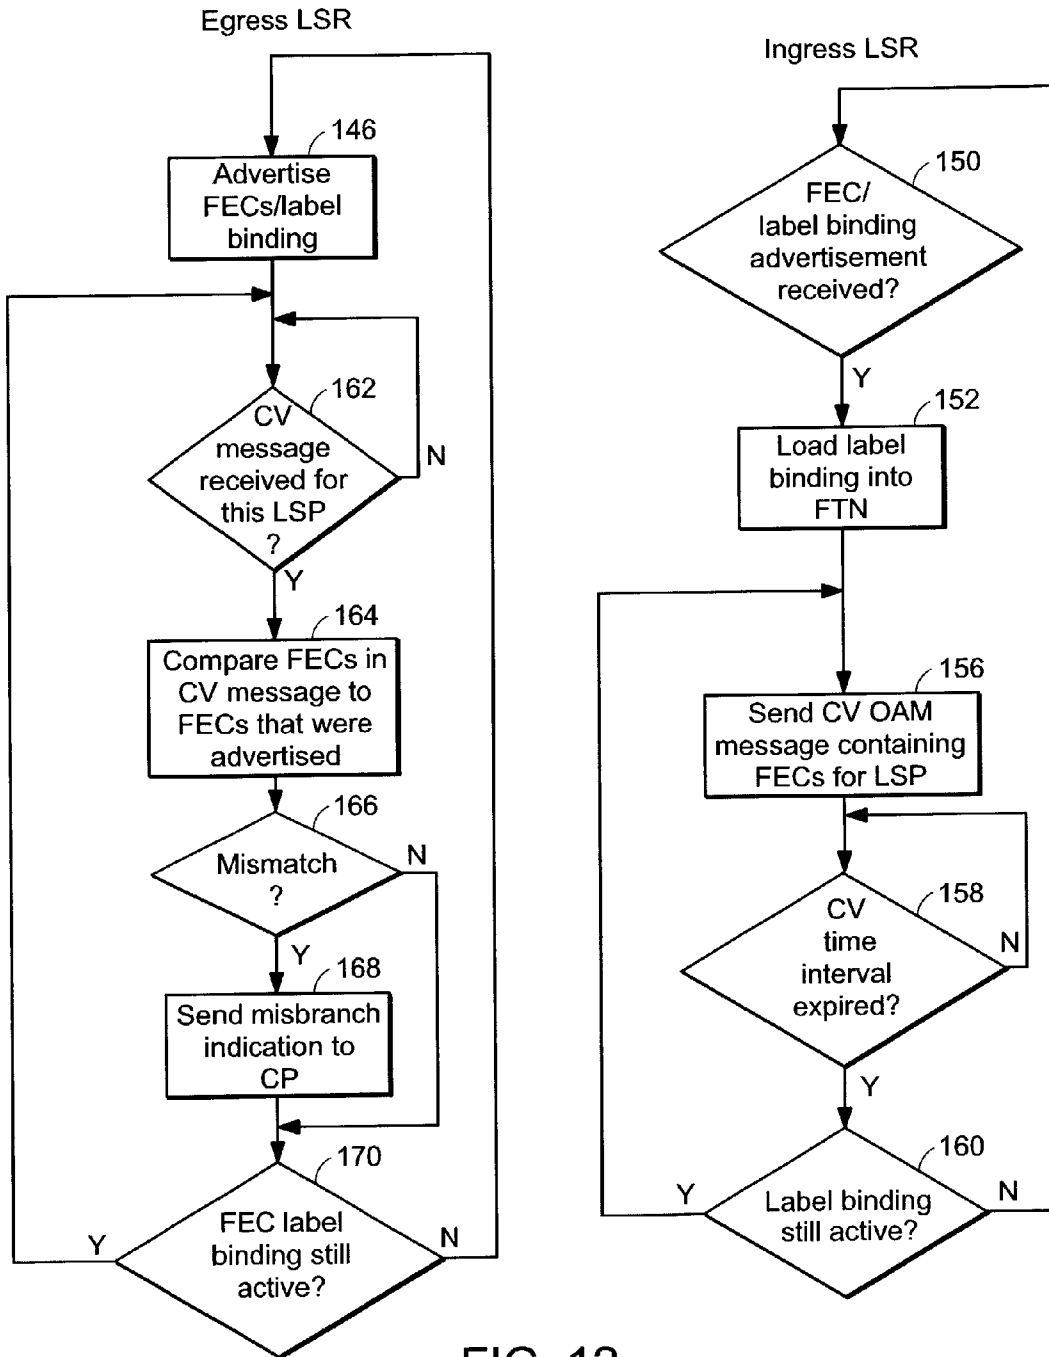 Egress LSR
146
Advertise
FECs/label
binding
162
CV
message
received for
this LSP
?
N
Y
164
Compare FECs in
CV message to
FECs that were
advertised
166
Mismatch
?
N
Y
168
Send misbranch
indication to
CP
170
FEC label
binding still
active?
Y
N
Ingress LSR
150
FEC/
label binding
advertisement
received?
Y
152
Load label
binding into
FTN
156
Send CV OAM
message containing
FECs for LSP
158
CV
time
interval
expired?
N
Y
160
Label binding
still active?
Y
N